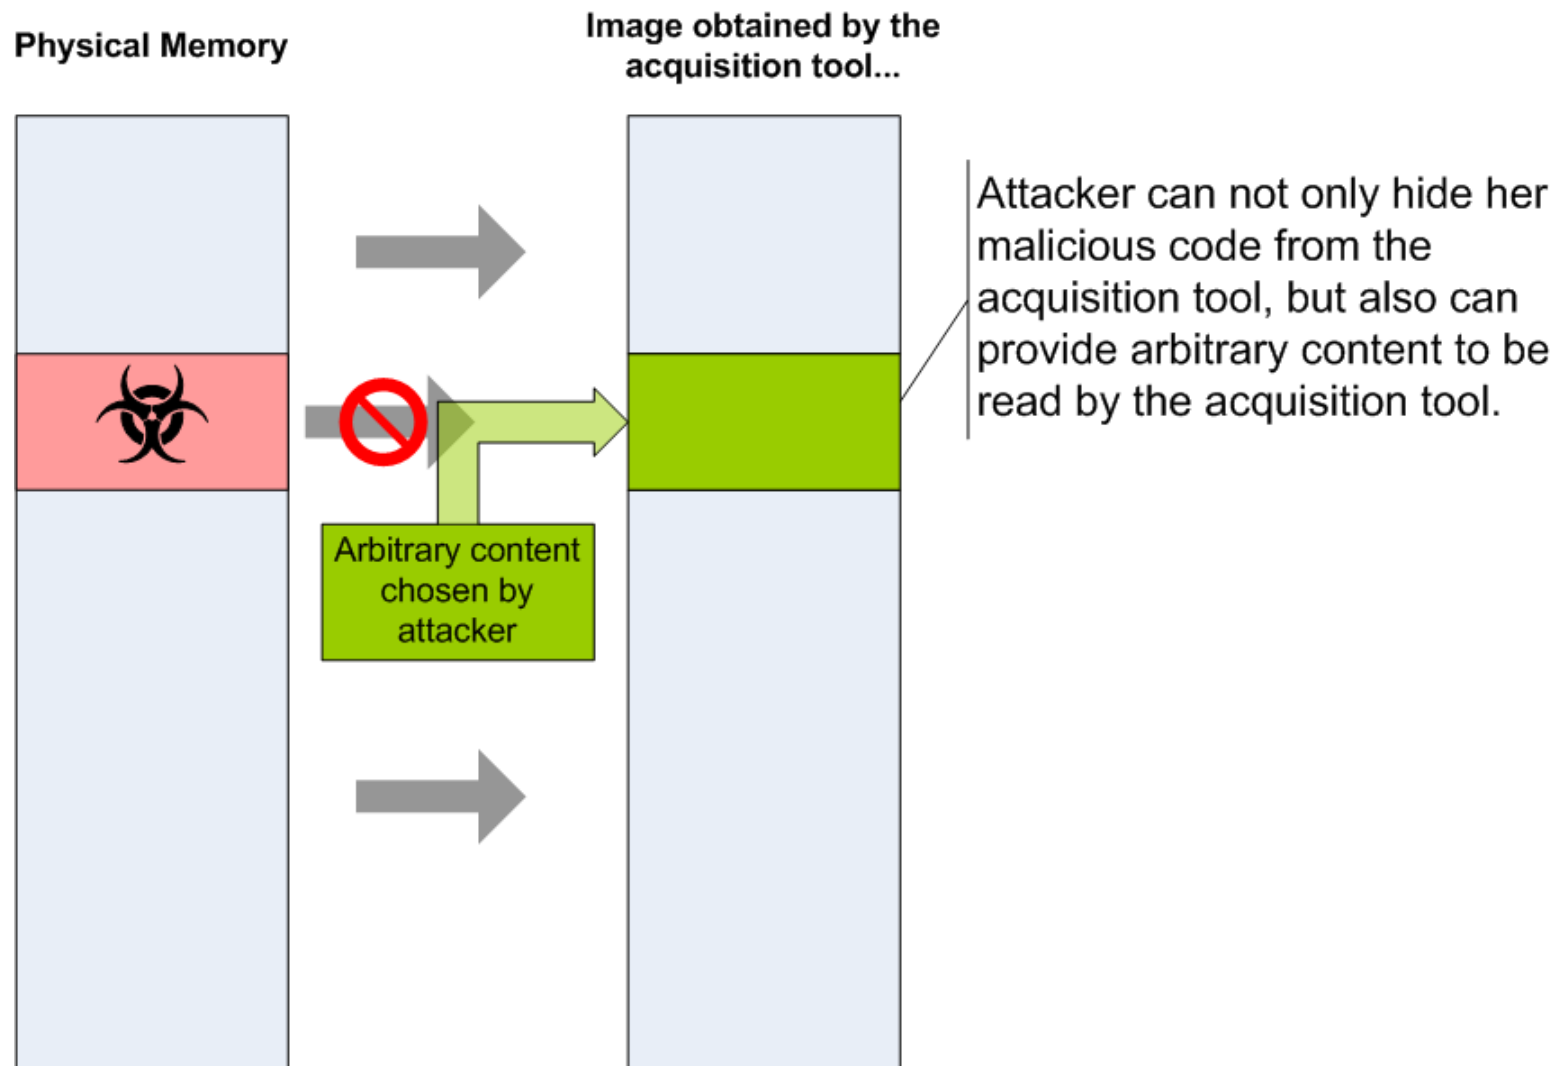 Physical Memory
Image obtained by the
acquisition tool...
Attacker can not only hide her
malicious code from the
acquisition tool, but also can
provide arbitrary content to be
read by the acquisition tool.
Arbitrary content
chosen by
attacker